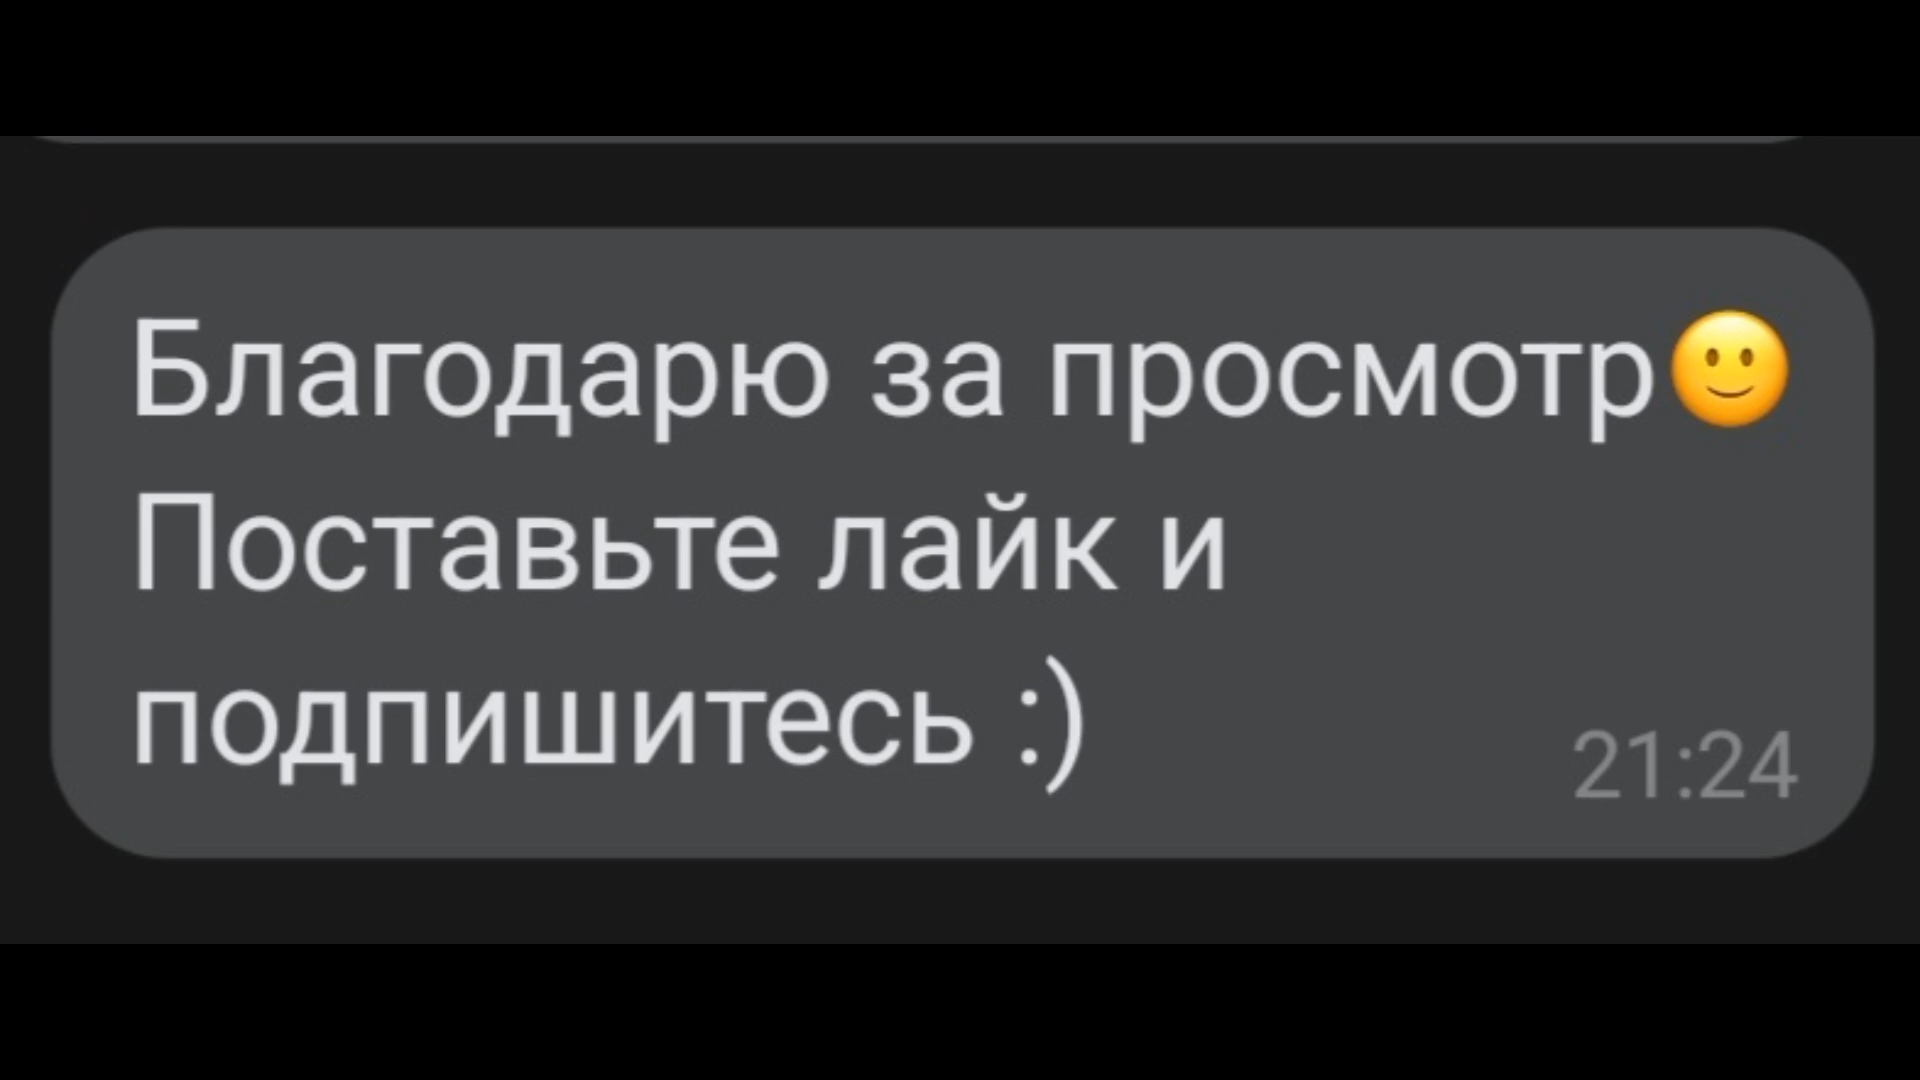 Благодарю за просмотр🙂
Поставьте лайк и
подпишитесь :)
21:24